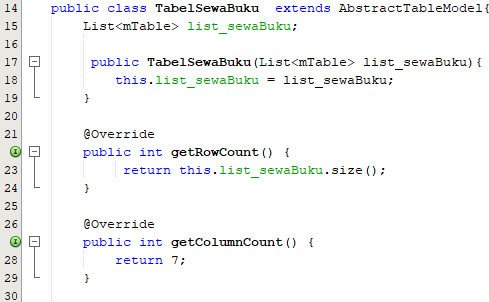 14 public class TabelSewaBuku  extends AbstractTableModel{
15     List<mTable> list_sewaBuku;
16
17      public TabelSewaBuku(List<mTable> list_sewaBuku){
18         this.list_sewaBuku = list_sewaBuku;
19     }
20
21     @Override
public int getRowCount() {
23          return this.list_sewaBuku.size();
24     }
25
26     @Override
public int getColumnCount() {
28         return 7;
29     }
30